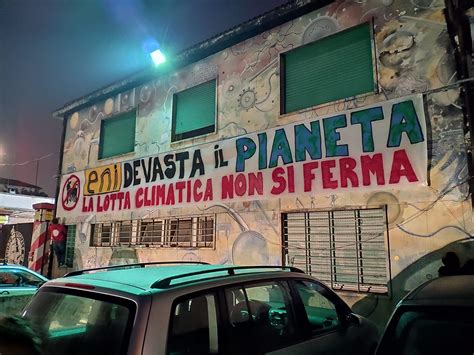 eni DEVASTA iL PIANETA
LA LOTTA CLIMATICA NON SI FERMA